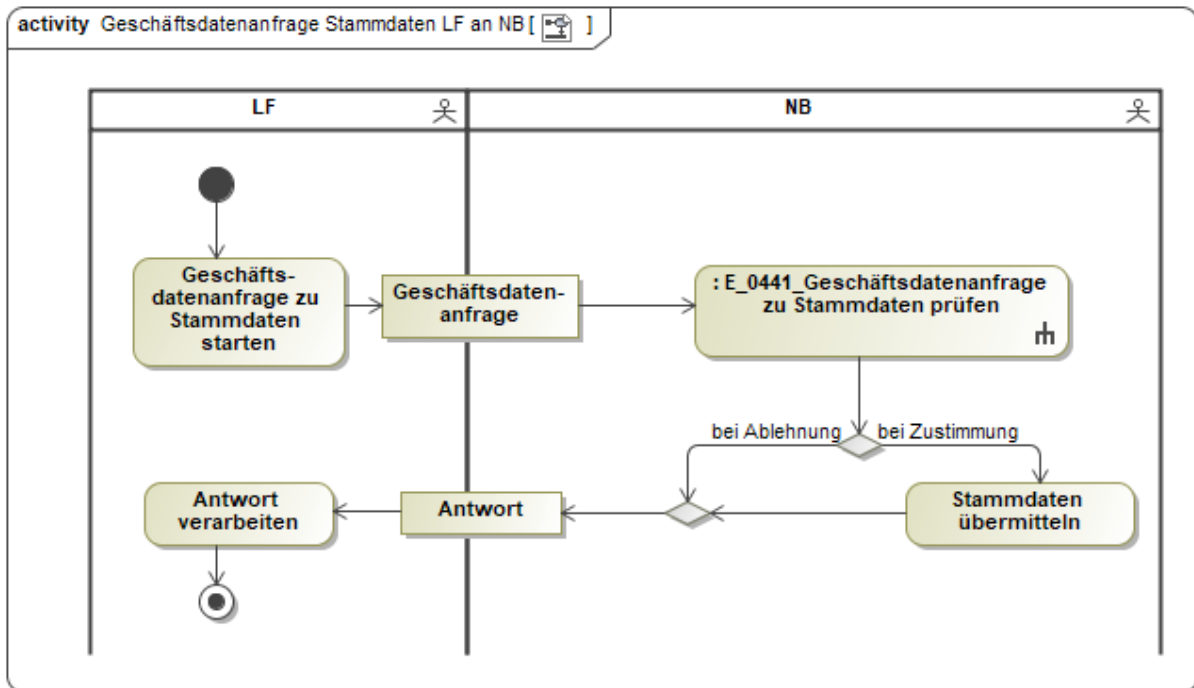 activity Geschäftsdatenanfrage Stammdaten LF an NB [ ]
LF
NB
Geschäfts-
datenanfrage zu
Stammdaten
starten
Geschäftsdaten-
anfrage
: E_0441_Geschäftsdatenanfrage
zu Stammdaten prüfen
bei Ablehnung
bei Zustimmung
Antwort
verarbeiten
Antwort
Stammdaten
übermitteln